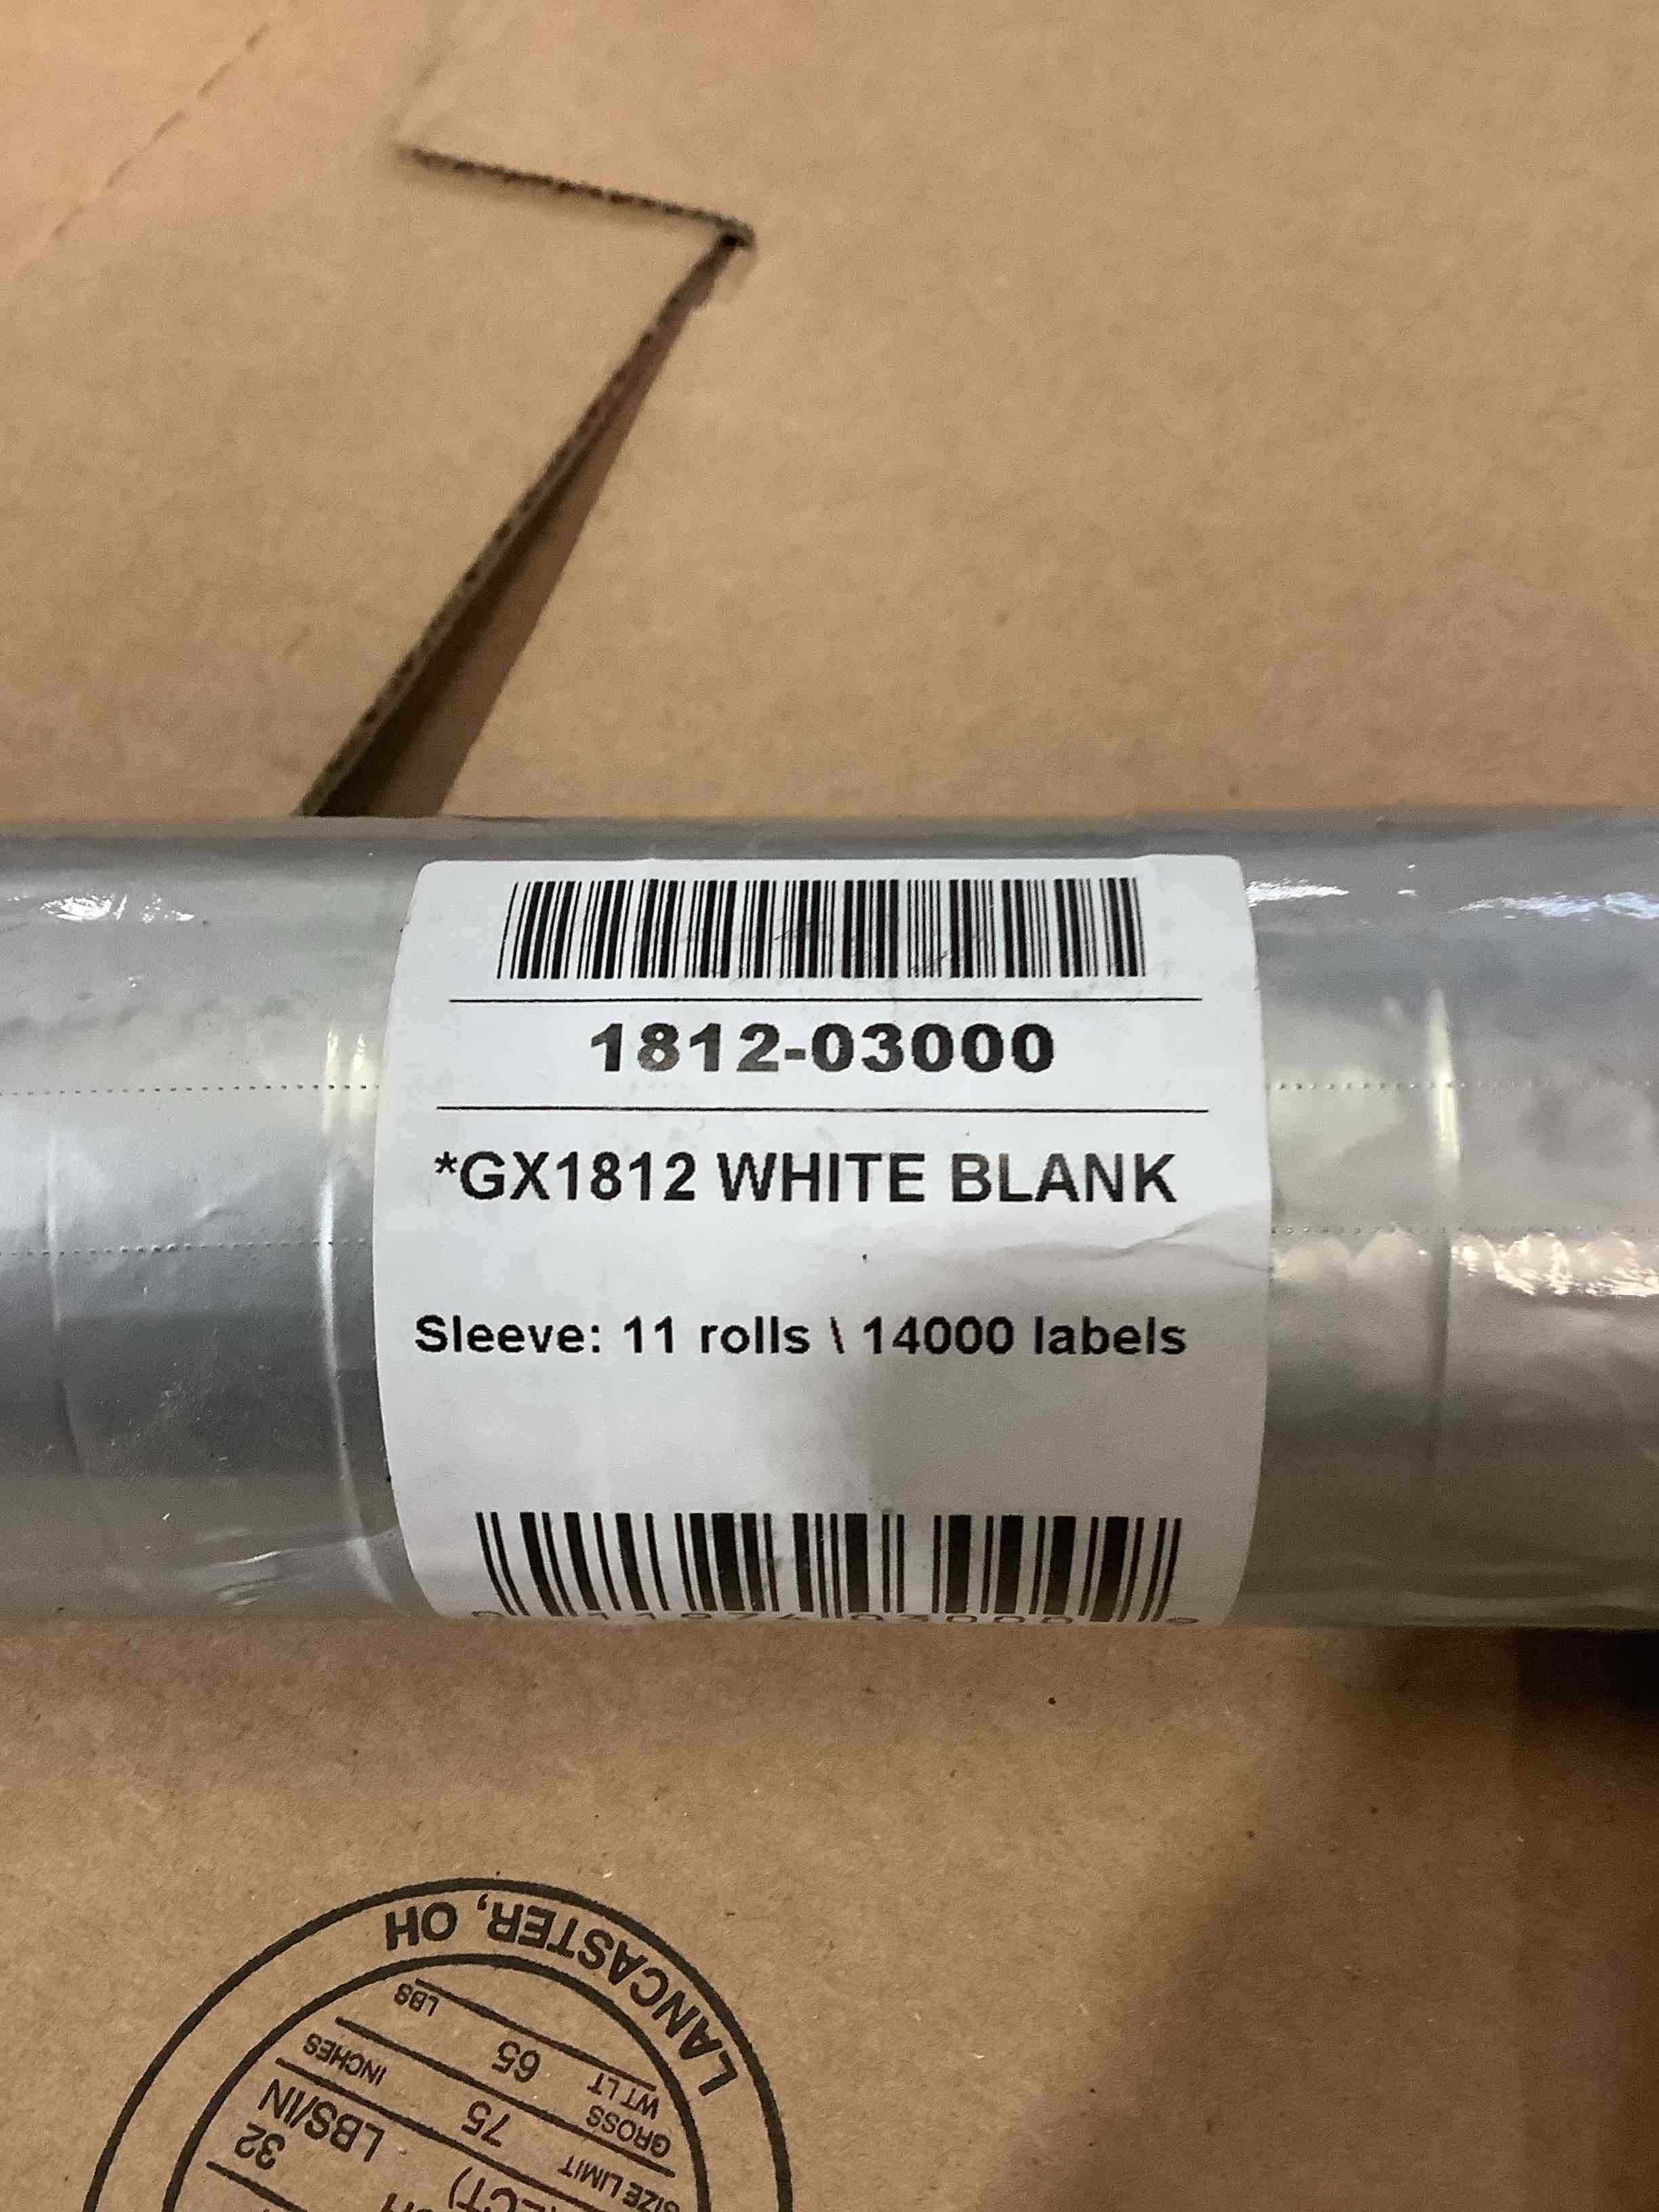 1812-03000
*GX1812 WHITE BLANK
Sleeve: 11 rolls \ 14000 labels
LANCASTER, OH
LBS/IN
32
SIZE LIMIT 75 INCHES
GROSS WT LT 65 LBS